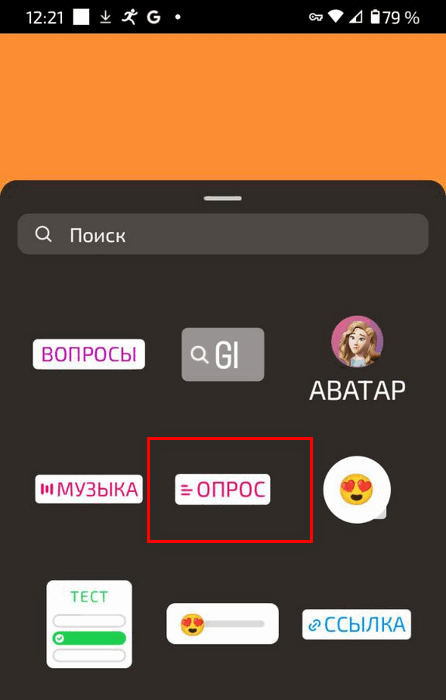 12:21 G 79 %
Поиск
ВОПРОСЫ
GI
АВАТАР
МУЗЫКА
ОПРОС
ТЕСТ
ССЫЛКА